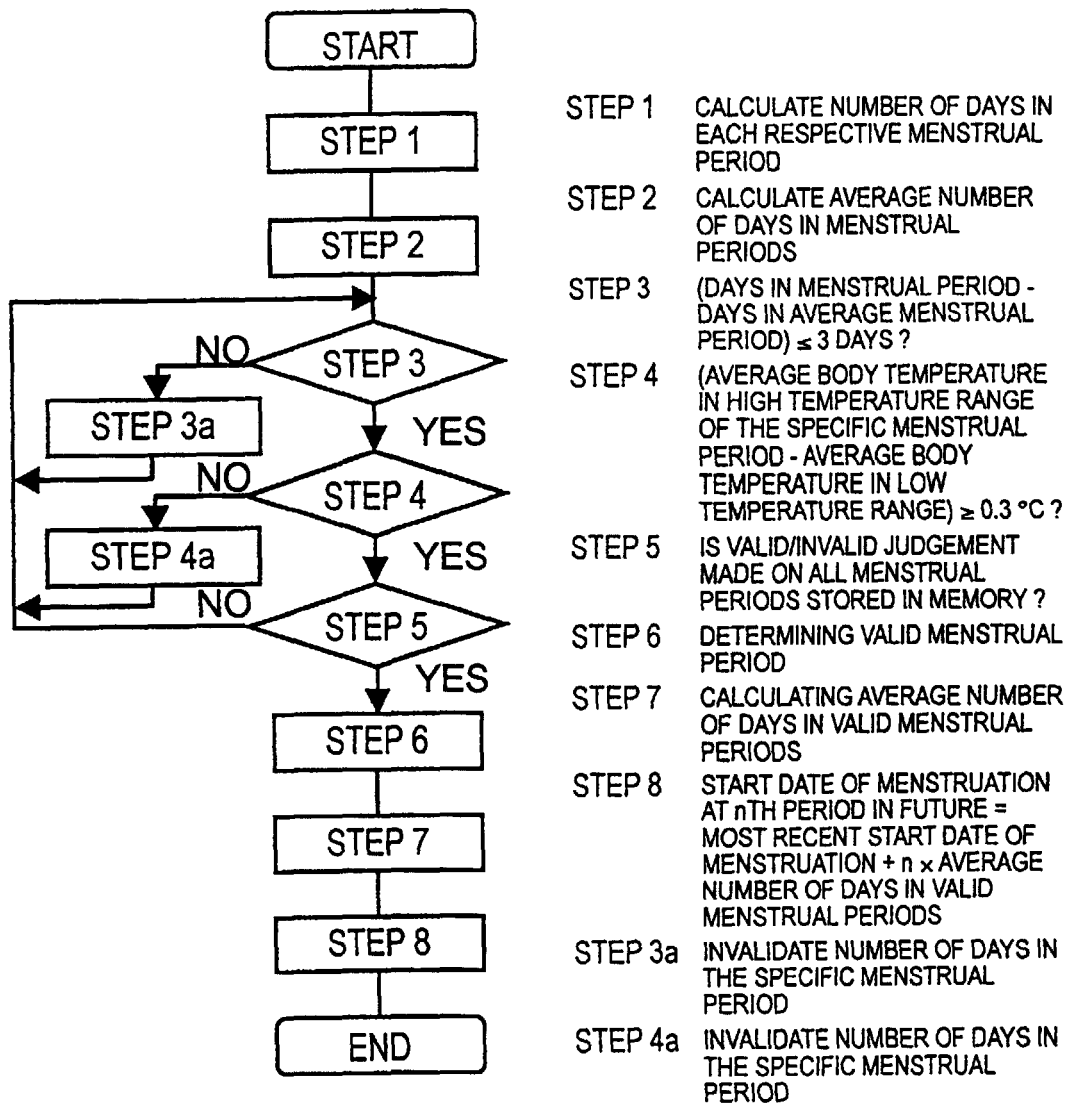 START
STEP 1
STEP 2
STEP 3
NO
YES
STEP 3a
STEP 4
NO
YES
STEP 4a
STEP 5
NO
YES
STEP 6
STEP 7
STEP 8
END
STEP 1 CALCULATE NUMBER OF DAYS IN
EACH RESPECTIVE MENSTRUAL
PERIOD
STEP 2 CALCULATE AVERAGE NUMBER
OF DAYS IN MENSTRUAL
PERIODS
STEP 3 (DAYS IN MENSTRUAL PERIOD -
DAYS IN AVERAGE MENSTRUAL
PERIOD) ≤ 3 DAYS ?
STEP 4 (AVERAGE BODY TEMPERATURE
IN HIGH TEMPERATURE RANGE
OF THE SPECIFIC MENSTRUAL
PERIOD - AVERAGE BODY
TEMPERATURE IN LOW
TEMPERATURE RANGE) ≥ 0.3 °C ?
STEP 5 IS VALID/INVALID JUDGEMENT
MADE ON ALL MENSTRUAL
PERIODS STORED IN MEMORY ?
STEP 6 DETERMINING VALID MENSTRUAL
PERIOD
STEP 7 CALCULATING AVERAGE NUMBER
OF DAYS IN VALID MENSTRUAL
PERIODS
STEP 8 START DATE OF MENSTRUATION
AT nTH PERIOD IN FUTURE =
MOST RECENT START DATE OF
MENSTRUATION + n × AVERAGE
NUMBER OF DAYS IN VALID
MENSTRUAL PERIODS
STEP 3a INVALIDATE NUMBER OF DAYS IN
THE SPECIFIC MENSTRUAL
PERIOD
STEP 4a INVALIDATE NUMBER OF DAYS IN
THE SPECIFIC MENSTRUAL
PERIOD